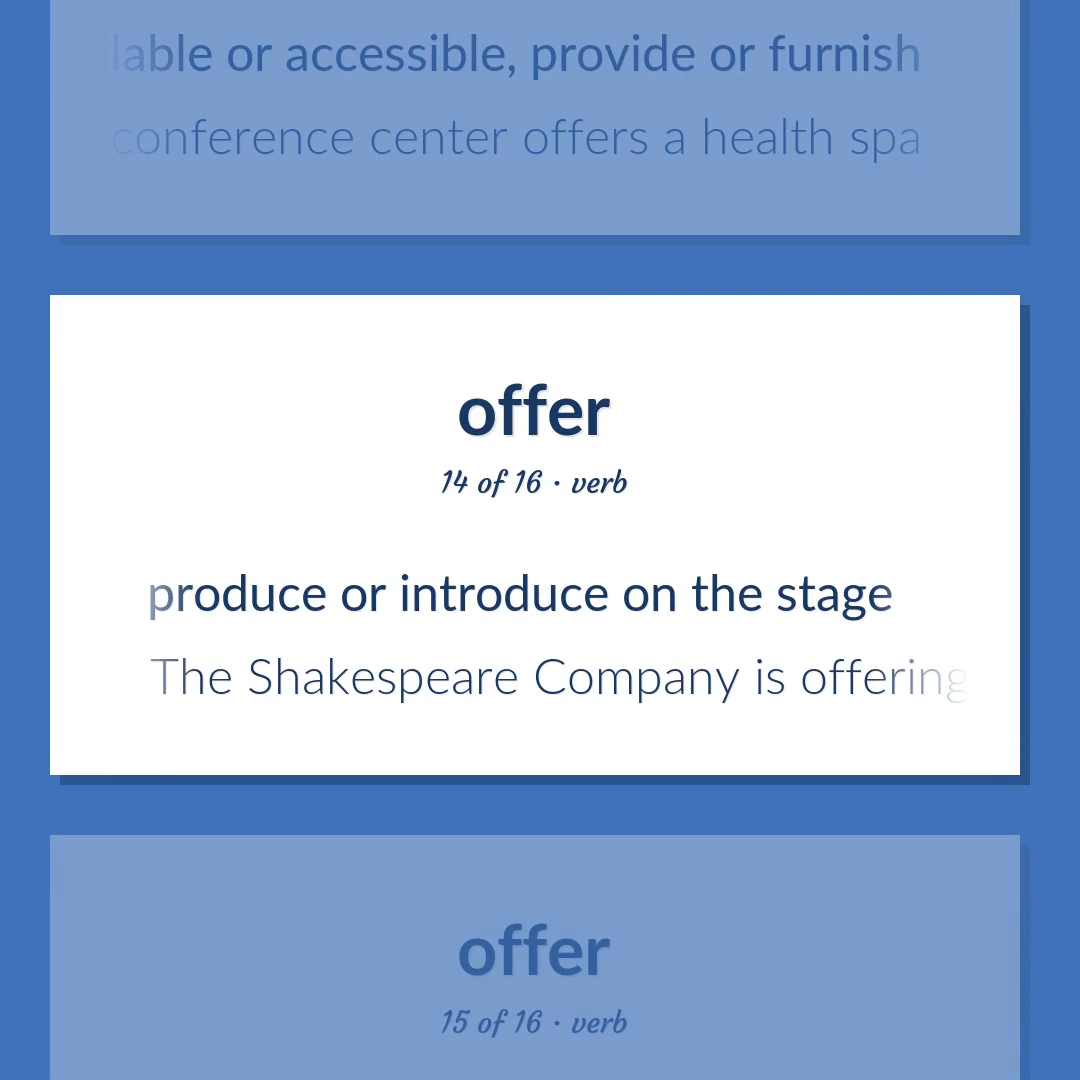 lable or accessible, provide or furnish
conference center offers a health spa
offer
14 of 16 · verb
produce or introduce on the stage
The Shakespeare Company is offering
offer
15 of 16 · verb